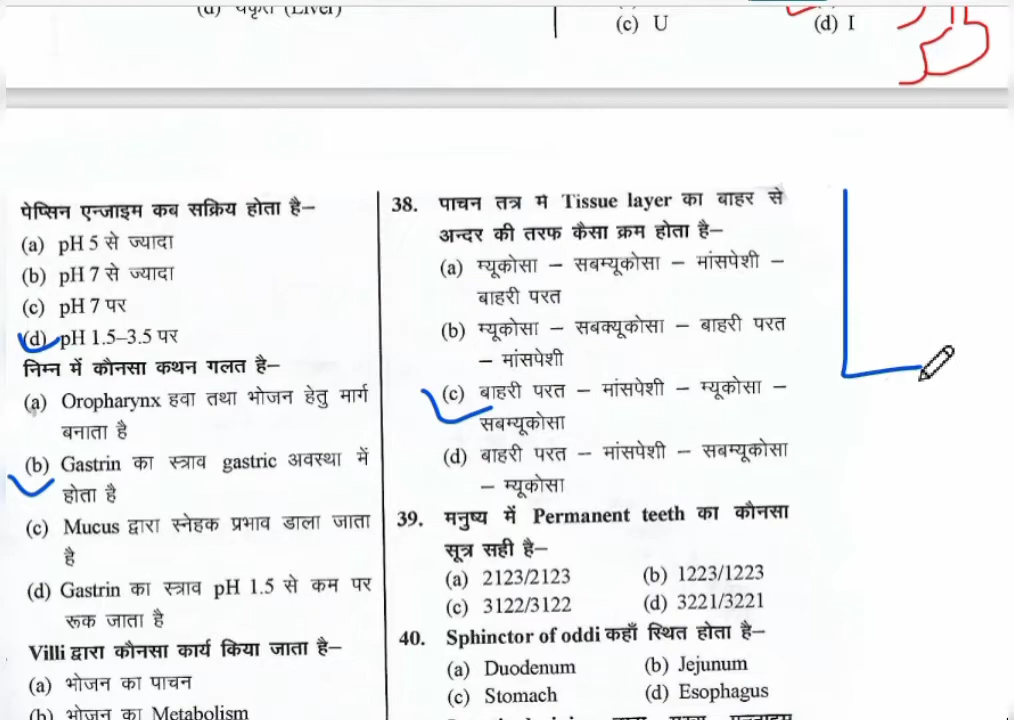 (d) यकृत (Liver)
(c) U
(d) I
पेप्सिन एन्जाइम कब सक्रिय होता है–
(a) pH 5 से ज्यादा
(b) pH 7 से ज्यादा
(c) pH 7 पर
(d) pH 1.5–3.5 पर
निम्न में कौनसा कथन गलत है–
(a) Oropharynx हवा तथा भोजन हेतु मार्ग
बनाता है
(b) Gastrin का स्त्राव gastric अवस्था में
होता है
(c) Mucus द्वारा स्नेहक प्रभाव डाला जाता
है
(d) Gastrin का स्त्राव pH 1.5 से कम पर
रूक जाता है
Villi द्वारा कौनसा कार्य किया जाता है–
(a) भोजन का पाचन
(b) भोजन का Metabolism
38. पाचन तंत्र में Tissue layer का बाहर से
अन्दर की तरफ कैसा क्रम होता है–
(a) म्यूकोसा – सबम्यूकोसा – मांसपेशी –
बाहरी परत
(b) म्यूकोसा – सबक्यूकोसा – बाहरी परत
– मांसपेशी
(c) बाहरी परत – मांसपेशी – म्यूकोसा –
सबम्यूकोसा
(d) बाहरी परत – मांसपेशी – सबम्यूकोसा
– म्यूकोसा
39. मनुष्य में Permanent teeth का कौनसा
सूत्र सही है–
(a) 2123/2123
(b) 1223/1223
(c) 3122/3122
(d) 3221/3221
40. Sphinctor of oddi कहाँ स्थित होता है–
(a) Duodenum
(b) Jejunum
(c) Stomach
(d) Esophagus